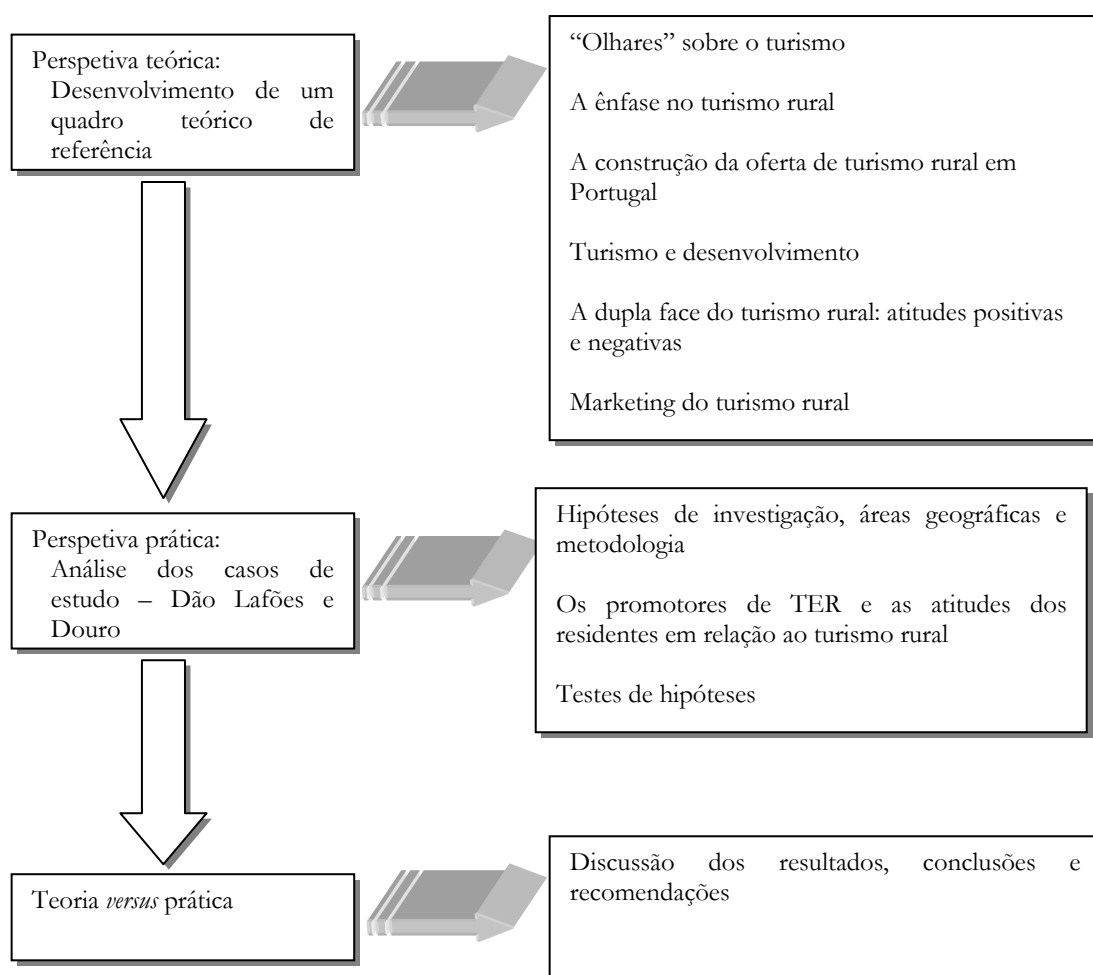 Perspetiva teórica:
Desenvolvimento de um
quadro teórico de
referência
“Olhares” sobre o turismo
A ênfase no turismo rural
A construção da oferta de turismo rural em
Portugal
Turismo e desenvolvimento
A dupla face do turismo rural: atitudes positivas
e negativas
Marketing do turismo rural
Perspetiva prática:
Análise dos casos de
estudo – Dão Lafões e
Douro
Hipóteses de investigação, áreas geográficas e
metodologia
Os promotores de TER e as atitudes dos
residentes em relação ao turismo rural
Testes de hipóteses
Teoria versus prática
Discussão dos resultados, conclusões e
recomendações